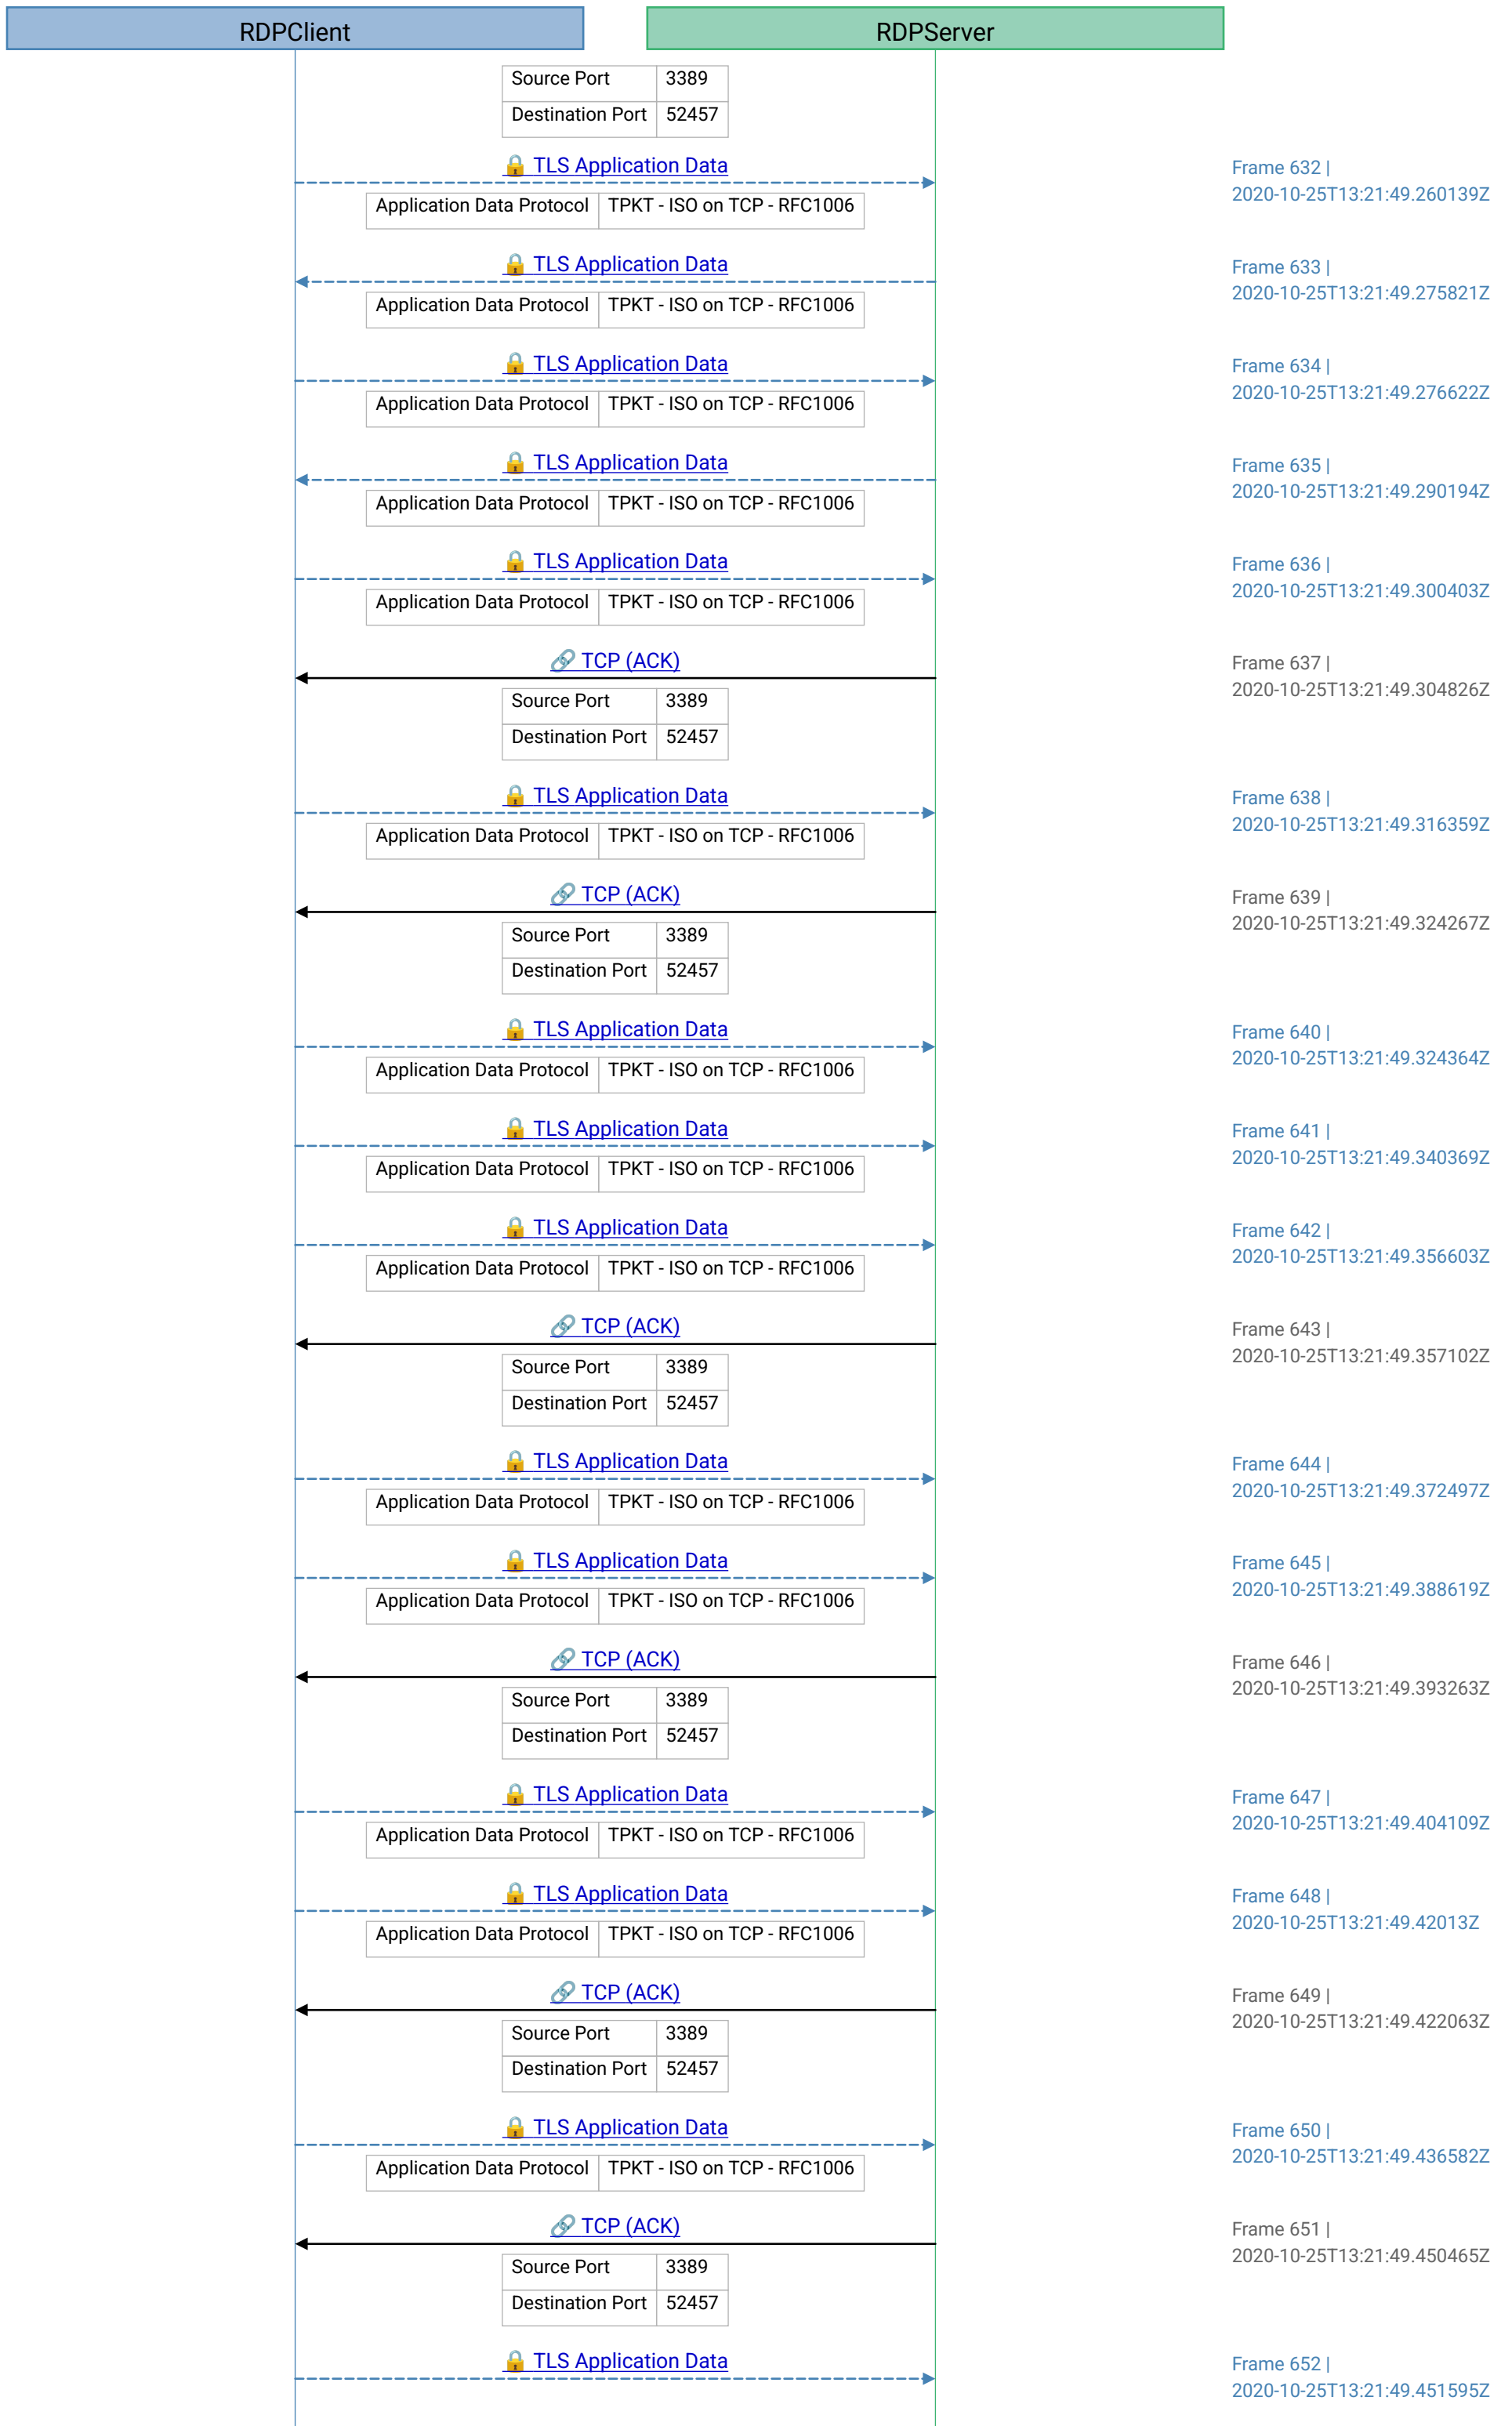 RDPClient RDPServer
Source Port 3389
Destination Port 52457
🔒 TLS Application Data
Frame 632 |
2020-10-25T13:21:49.260139Z
Application Data Protocol TPKT - ISO on TCP - RFC1006
🔒 TLS Application Data
Frame 633 |
2020-10-25T13:21:49.275821Z
Application Data Protocol TPKT - ISO on TCP - RFC1006
🔒 TLS Application Data
Frame 634 |
2020-10-25T13:21:49.276622Z
Application Data Protocol TPKT - ISO on TCP - RFC1006
🔒 TLS Application Data
Frame 635 |
2020-10-25T13:21:49.290194Z
Application Data Protocol TPKT - ISO on TCP - RFC1006
🔒 TLS Application Data
Frame 636 |
2020-10-25T13:21:49.300403Z
Application Data Protocol TPKT - ISO on TCP - RFC1006
🔗 TCP (ACK)
Frame 637 |
2020-10-25T13:21:49.304826Z
Source Port 3389
Destination Port 52457
🔒 TLS Application Data
Frame 638 |
2020-10-25T13:21:49.316359Z
Application Data Protocol TPKT - ISO on TCP - RFC1006
🔗 TCP (ACK)
Frame 639 |
2020-10-25T13:21:49.324267Z
Source Port 3389
Destination Port 52457
🔒 TLS Application Data
Frame 640 |
2020-10-25T13:21:49.324364Z
Application Data Protocol TPKT - ISO on TCP - RFC1006
🔒 TLS Application Data
Frame 641 |
2020-10-25T13:21:49.340369Z
Application Data Protocol TPKT - ISO on TCP - RFC1006
🔒 TLS Application Data
Frame 642 |
2020-10-25T13:21:49.356603Z
Application Data Protocol TPKT - ISO on TCP - RFC1006
🔗 TCP (ACK)
Frame 643 |
2020-10-25T13:21:49.357102Z
Source Port 3389
Destination Port 52457
🔒 TLS Application Data
Frame 644 |
2020-10-25T13:21:49.372497Z
Application Data Protocol TPKT - ISO on TCP - RFC1006
🔒 TLS Application Data
Frame 645 |
2020-10-25T13:21:49.388619Z
Application Data Protocol TPKT - ISO on TCP - RFC1006
🔗 TCP (ACK)
Frame 646 |
2020-10-25T13:21:49.393263Z
Source Port 3389
Destination Port 52457
🔒 TLS Application Data
Frame 647 |
2020-10-25T13:21:49.404109Z
Application Data Protocol TPKT - ISO on TCP - RFC1006
🔒 TLS Application Data
Frame 648 |
2020-10-25T13:21:49.42013Z
Application Data Protocol TPKT - ISO on TCP - RFC1006
🔗 TCP (ACK)
Frame 649 |
2020-10-25T13:21:49.422063Z
Source Port 3389
Destination Port 52457
🔒 TLS Application Data
Frame 650 |
2020-10-25T13:21:49.436582Z
Application Data Protocol TPKT - ISO on TCP - RFC1006
🔗 TCP (ACK)
Frame 651 |
2020-10-25T13:21:49.450465Z
Source Port 3389
Destination Port 52457
🔒 TLS Application Data
Frame 652 |
2020-10-25T13:21:49.451595Z